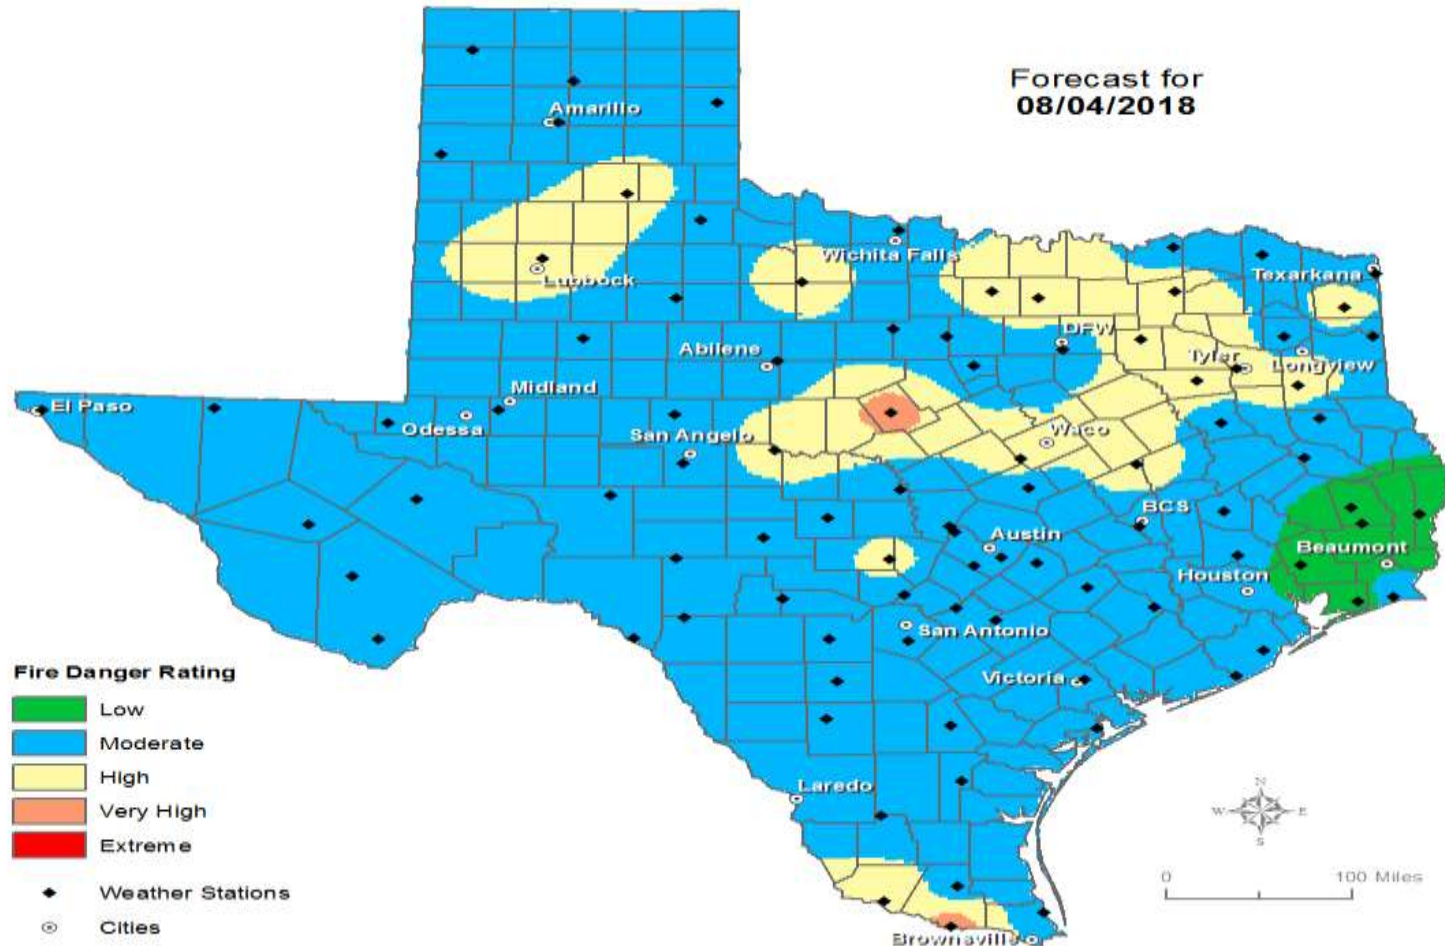 Forecast for
08/04/2018
Amarillo
Wichita Falls
Lubbock
Texarkana
DFW
Abilene
Tyler
Longview
Midland
El Paso
Odessa
San Angelo
Waco
BCS
Austin
Beaumont
Houston
San Antonio
Victoria
Laredo
Brownsville
Fire Danger Rating
Low
Moderate
High
Very High
Extreme
Weather Stations
Cities
N
W E
S
0 100 Miles